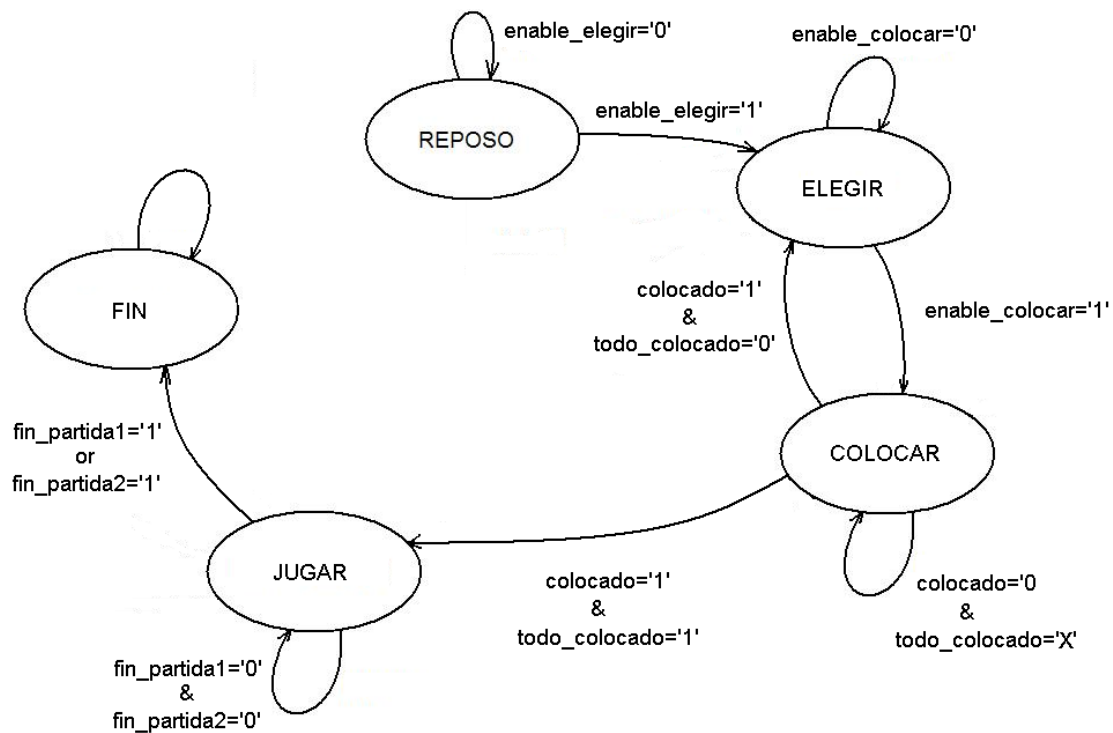 enable_elegir='0'
enable_colocar='0'
enable_elegir='1'
REPOSO
ELEGIR
colocado='1'
&
todo_colocado='0'
enable_colocar='1'
FIN
fin_partida1='1'
or
fin_partida2='1'
COLOCAR
JUGAR
colocado='1'
&
todo_colocado='1'
colocado='0
&
todo_colocado='X'
fin_partida1='0'
&
fin_partida2='0'